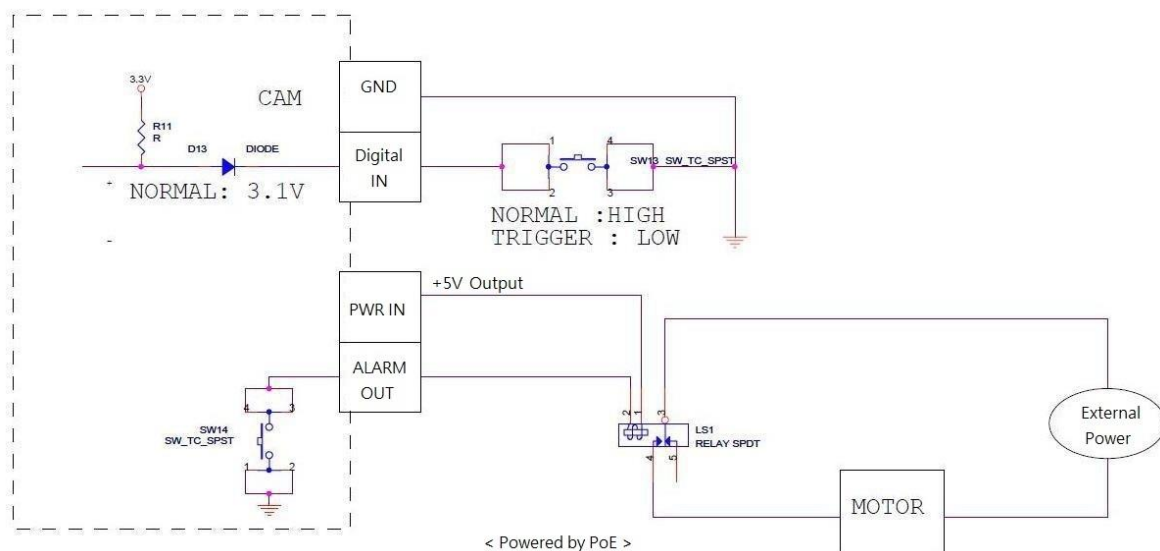 3.3V
R11
R
CAM
D13
DIODE
+
NORMAL: 3.1V
-
GND
Digital
IN
1
4
2
3
SW13 SW_TC_SPST
NORMAL :HIGH
TRIGGER : LOW
PWR IN
+5V Output
ALARM
OUT
4
3
SW14
SW_TC_SPST
1
2
2
1
3
LS1
RELAY SPDT
4
5
External
Power
MOTOR
< Powered by PoE >